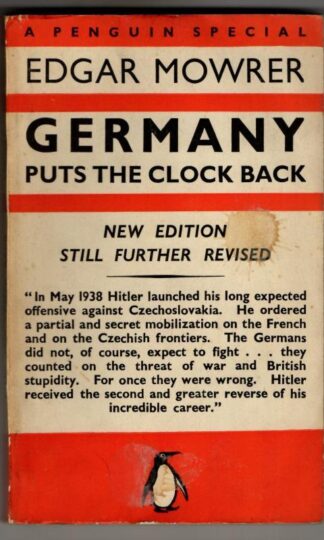 A PENGUIN SPECIAL
EDGAR MOWRER
GERMANY
PUTS THE CLOCK BACK
NEW EDITION
STILL FURTHER REVISED
“In May 1938 Hitler launched his long expected
offensive against Czechoslovakia. He ordered
a partial and secret mobilization on the French
and on the Czechish frontiers. The Germans
did not, of course, expect to fight . . . they
counted on the threat of war and British
stupidity. For once they were wrong. Hitler
received the second and greater reverse of his
incredible career.”